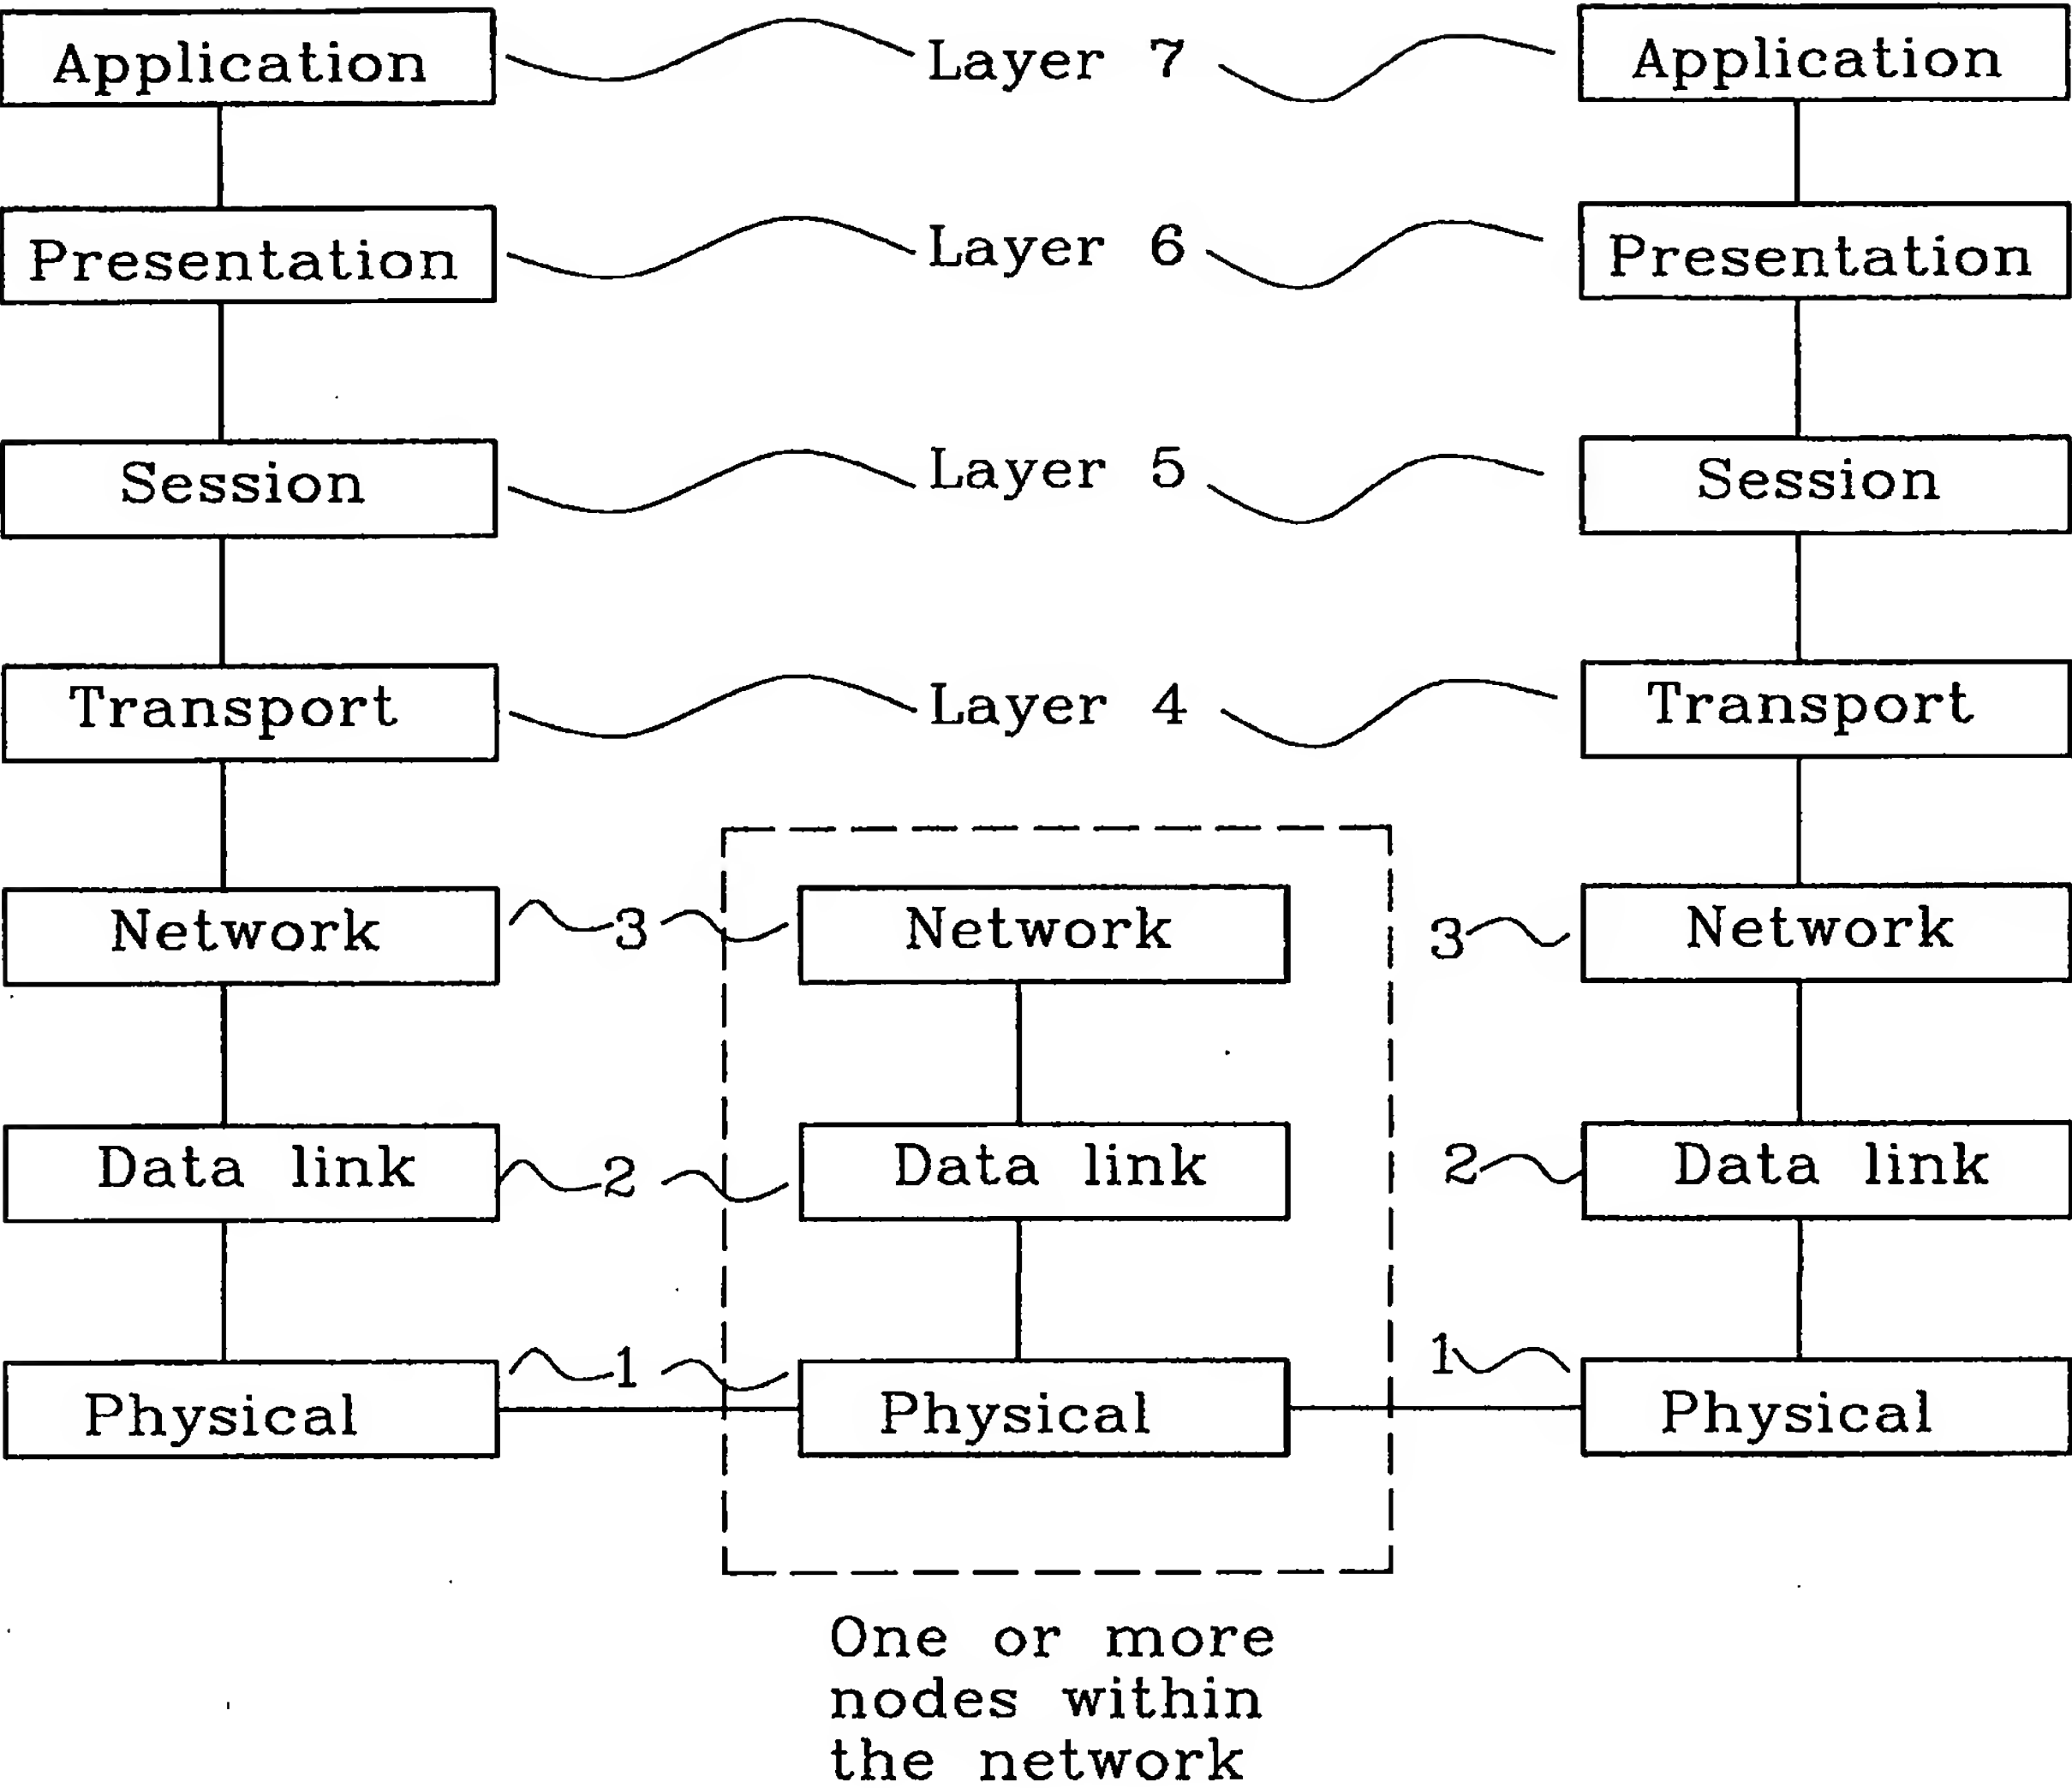 Application Layer 7 Application
Presentation Layer 6 Presentation
Session Layer 5 Session
Transport Layer 4 Transport
Network 3 Network 3 Network
Data link 2 Data link 2 Data link
1 1
Physical Physical Physical
One or more
nodes within
the network